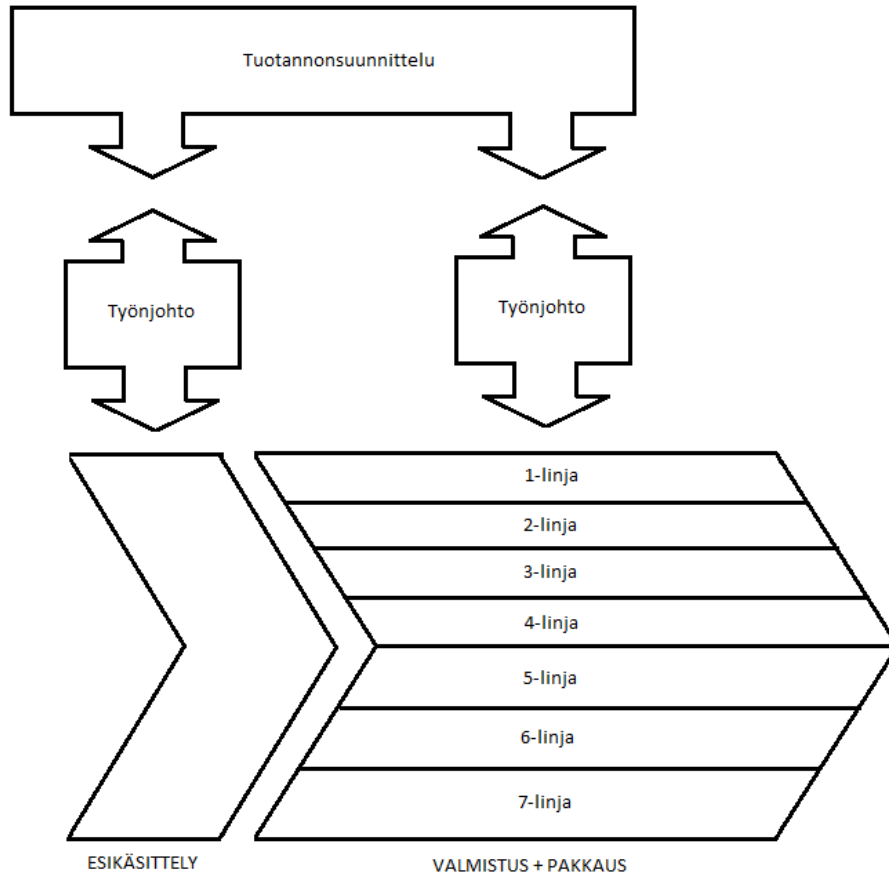 Tuotannonsuunnittelu
Työnjohto
Työnjohto
1-linja
2-linja
3-linja
4-linja
5-linja
6-linja
7-linja
ESIKÄSITTELY
VALMISTUS + PAKKAUS